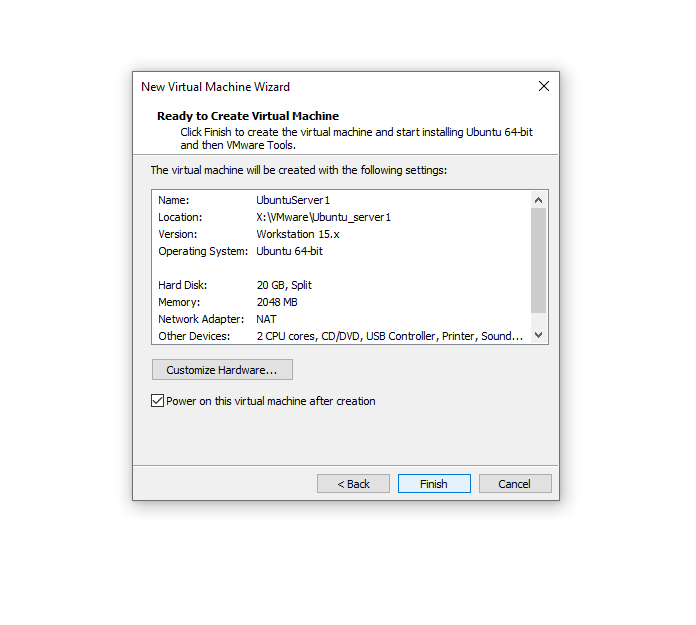 New Virtual Machine Wizard
Ready to Create Virtual Machine
Click Finish to create the virtual machine and start installing Ubuntu 64-bit
and then VMware Tools.
The virtual machine will be created with the following settings:
Name: UbuntuServer1
Location: X:\VMware\Ubuntu_server1
Version: Workstation 15.x
Operating System: Ubuntu 64-bit
Hard Disk: 20 GB, Split
Memory: 2048 MB
Network Adapter: NAT
Other Devices: 2 CPU cores, CD/DVD, USB Controller, Printer, Sound...
Customize Hardware...
Power on this virtual machine after creation
< Back Finish Cancel